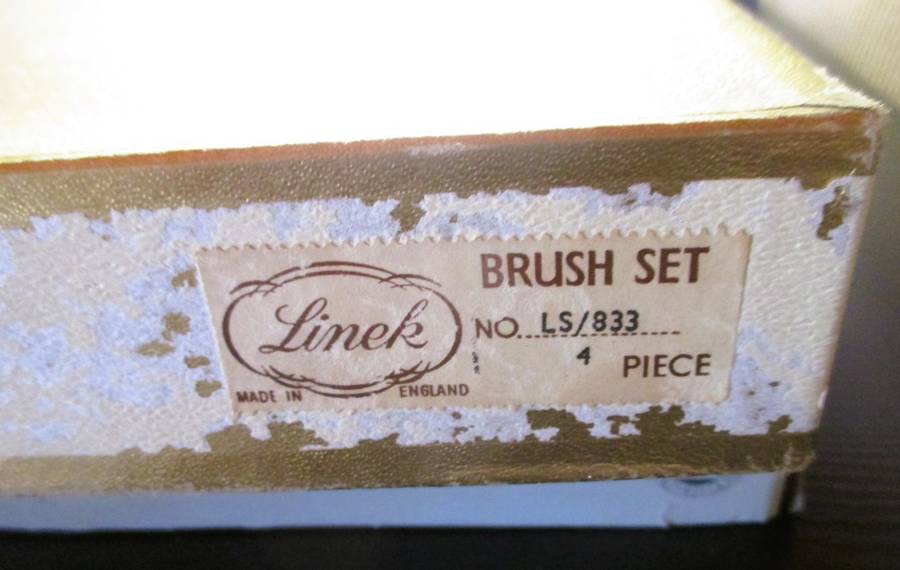 Linek
MADE IN ENGLAND
BRUSH SET
NO. LS/833
4 PIECE